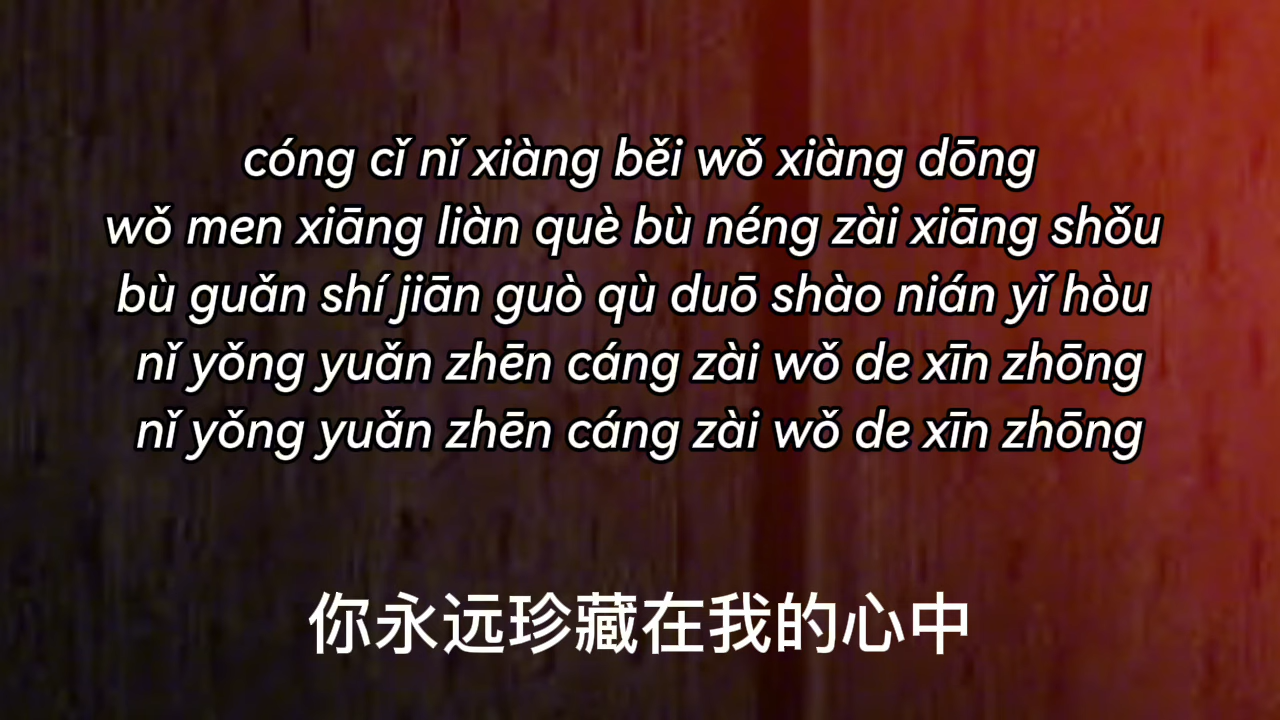 cóng cǐ nǐ xiàng běi wǒ xiàng dōng
wǒ men xiāng liàn què bù néng zài xiāng shǒu
bù guǎn shí jiān guò qù duō shào nián yǐ hòu
nǐ yǒng yuǎn zhēn cáng zài wǒ de xīn zhōng
nǐ yǒng yuǎn zhēn cáng zài wǒ de xīn zhōng
你永远珍藏在我的心中